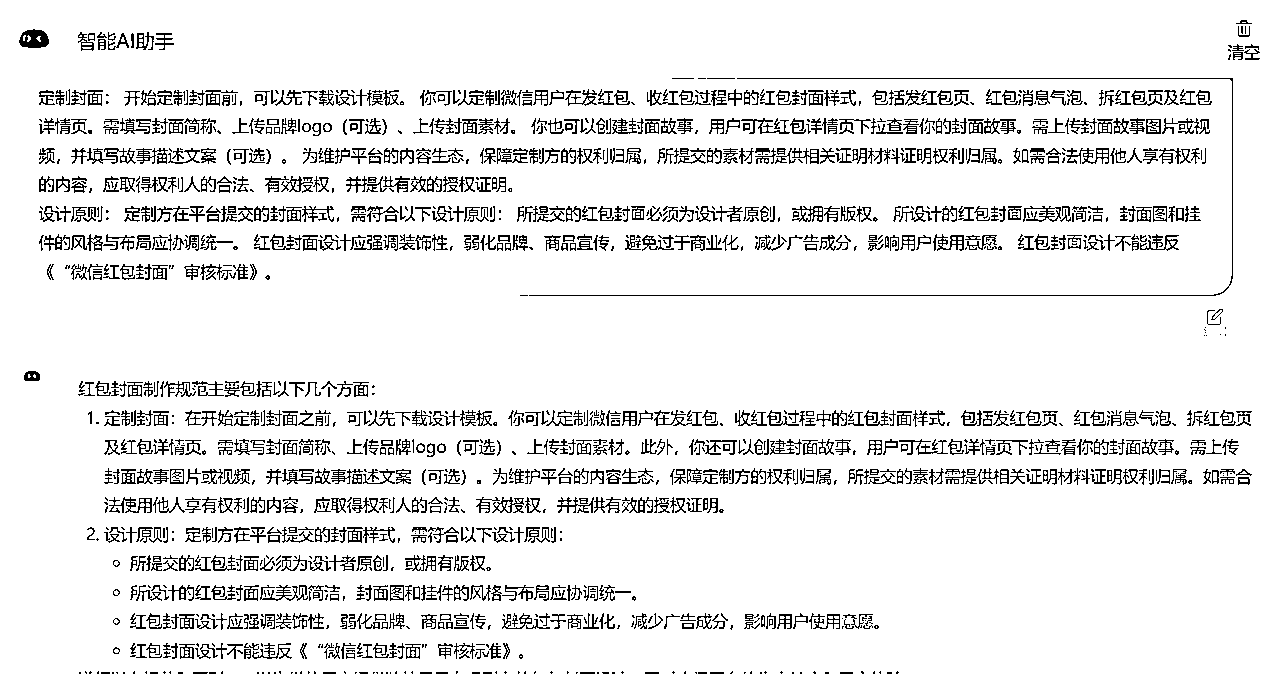 智能AI助手
清空
定制封面： 开始定制封面前，可以先下载设计模板。 你可以定制微信用户在发红包、收红包过程中的红包封面样式，包括发红包页、红包消息气泡、拆红包页及红包
详情页。需填写封面简称、上传品牌logo（可选）、上传封面素材。 你也可以创建封面故事，用户可在红包详情页下拉查看你的封面故事。需上传封面故事图片或视
频，并填写故事描述文案（可选）。 为维护平台的内容生态，保障定制方的权利归属，所提交的素材需提供相关证明材料证明权利归属。如需合法使用他人享有权利
的内容，应取得权利人的合法、有效授权，并提供有效的授权证明。
设计原则： 定制方在平台提交的封面样式，需符合以下设计原则： 所提交的红包封面必须为设计者原创，或拥有版权。 所设计的红包封面应美观简洁，封面图和挂
件的风格与布局应协调统一。 红包封面设计应强调装饰性，弱化品牌、商品宣传，避免过于商业化，减少广告成分，影响用户使用意愿。 红包封面设计不能违反
《“微信红包封面”审核标准》。
红包封面制作规范主要包括以下几个方面：
1. 定制封面：在开始定制封面之前，可以先下载设计模板。你可以定制微信用户在发红包、收红包过程中的红包封面样式，包括发红包页、红包消息气泡、拆红包页
及红包详情页。需填写封面简称、上传品牌logo（可选）、上传封面素材。此外，你还可以创建封面故事，用户可在红包详情页下拉查看你的封面故事。需上传
封面故事图片或视频，并填写故事描述文案（可选）。为维护平台的内容生态，保障定制方的权利归属，所提交的素材需提供相关证明材料证明权利归属。如需合
法使用他人享有权利的内容，应取得权利人的合法、有效授权，并提供有效的授权证明。
2. 设计原则：定制方在平台提交的封面样式，需符合以下设计原则：
所提交的红包封面必须为设计者原创，或拥有版权。
所设计的红包封面应美观简洁，封面图和挂件的风格与布局应协调统一。
红包封面设计应强调装饰性，弱化品牌、商品宣传，避免过于商业化，减少广告成分，影响用户使用意愿。
红包封面设计不能违反《“微信红包封面”审核标准》。